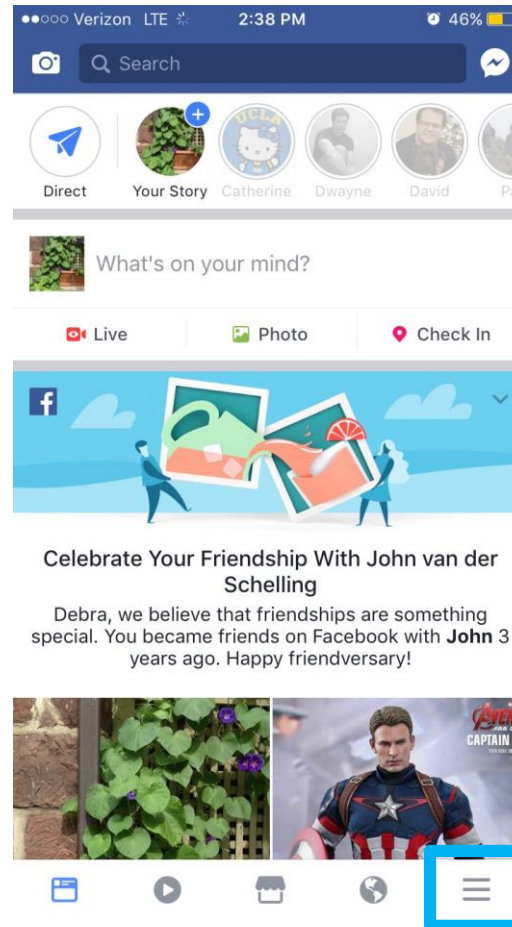 Verizon LTE 2:38 PM 46%
Search
UCLA
Direct Your Story Catherine Dwayne David
What's on your mind?
Live Photo Check In
f
Celebrate Your Friendship With John van der
Schelling
Debra, we believe that friendships are something
special. You became friends on Facebook with John 3
years ago. Happy friendversary!
CAPTAIN